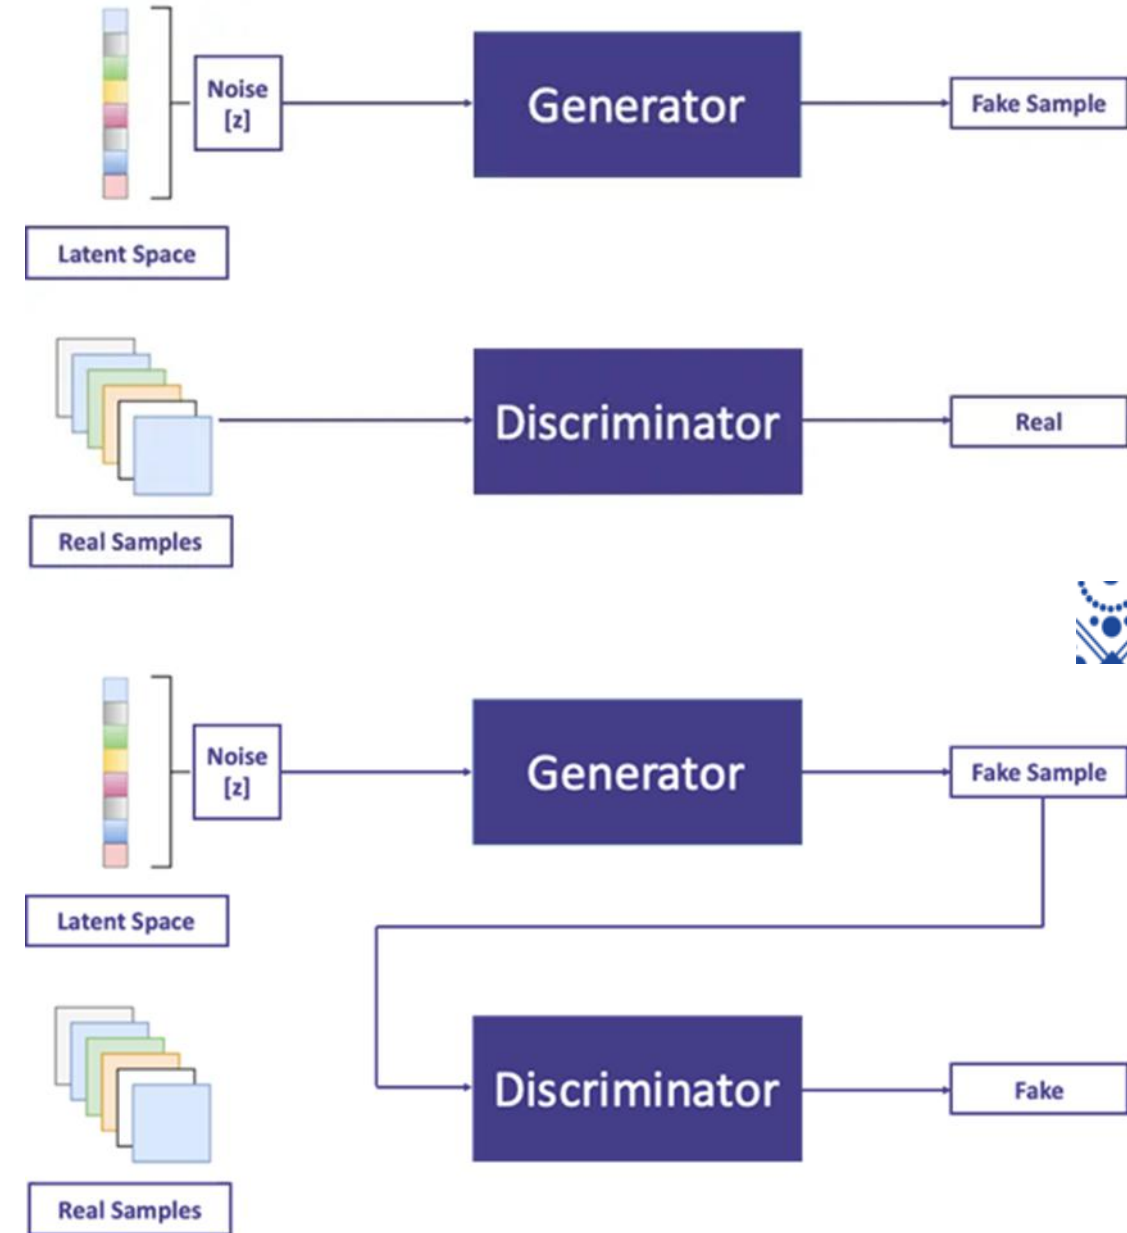 Noise
[z]
Generator
Fake Sample
Latent Space
Discriminator
Real
Real Samples
Noise
[z]
Generator
Fake Sample
Latent Space
Discriminator
Fake
Real Samples